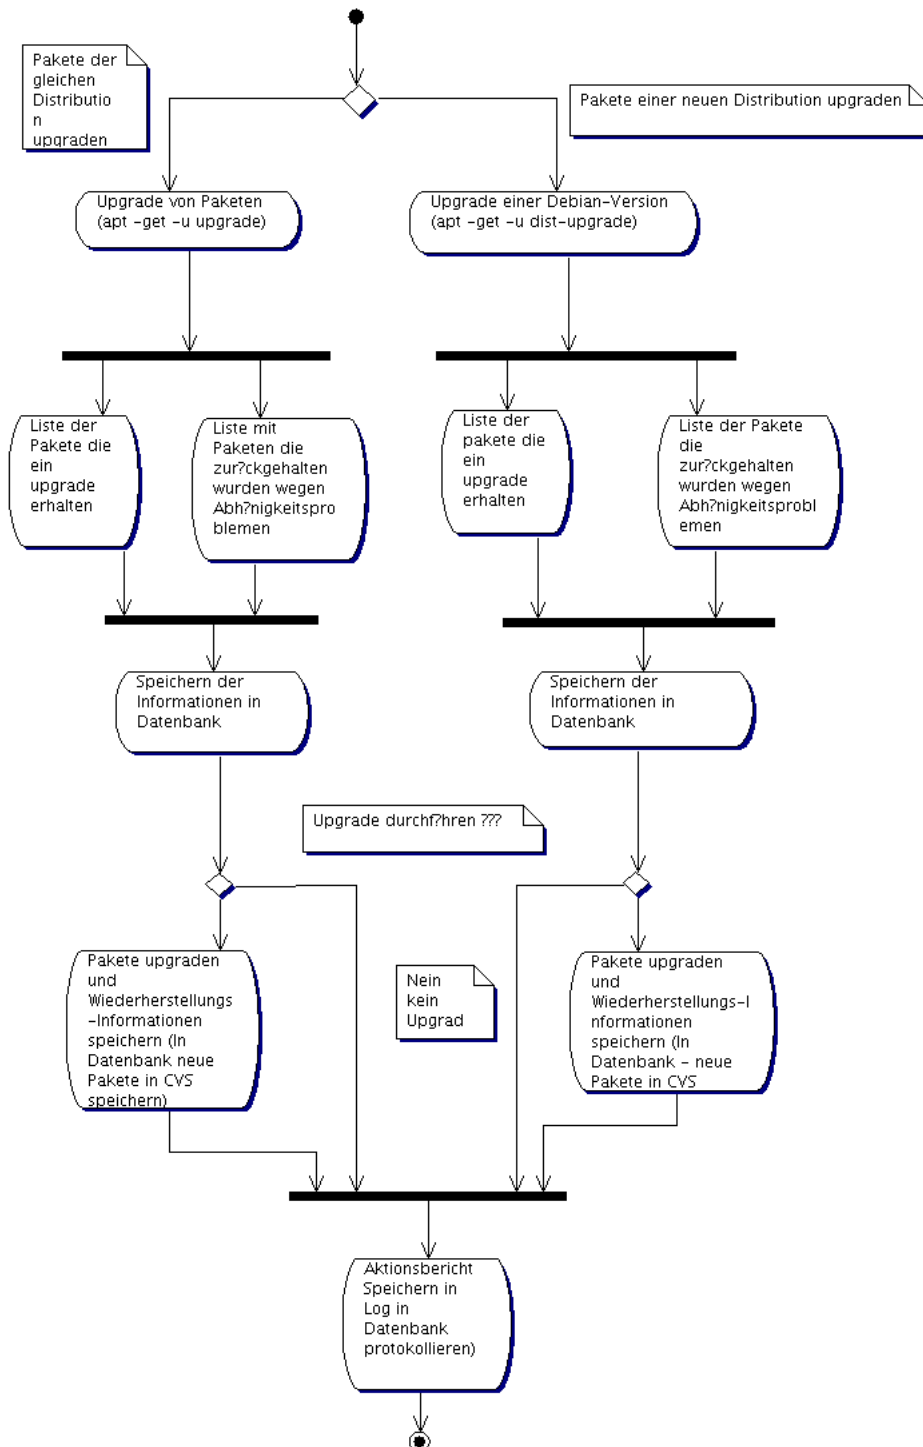 Pakete der
gleichen
Distributio
n
upgraden
Pakete einer neuen Distribution upgraden
Upgrade von Paketen
(apt -get -u upgrade)
Upgrade einer Debian-Version
(apt -get -u dist-upgrade)
Liste der
Pakete die
ein
upgrade
erhalten
Liste mit
Paketen die
zur?ckgehalten
wurden wegen
Abh?nigkeitspro
blemen
Liste der
pakete die
ein
upgrade
erhalten
Liste der Pakete
die
zur?ckgehalten
wurden wegen
Abh?nigkeitsprobl
emen
Speichern der
Informationen in
Datenbank
Speichern der
Informationen in
Datenbank
Upgrade durchf?hren ???
Pakete upgraden
und
Wiederherstellungs
-Informationen
speichern (In
Datenbank neue
Pakete in CVS
speichern)
Nein
kein
Upgrad
Pakete upgraden
und
Wiederherstellungs-I
nformationen
speichern (In
Datenbank - neue
Pakete in CVS
Aktionsbericht
Speichern in
Log in
Datenbank
protokollieren)